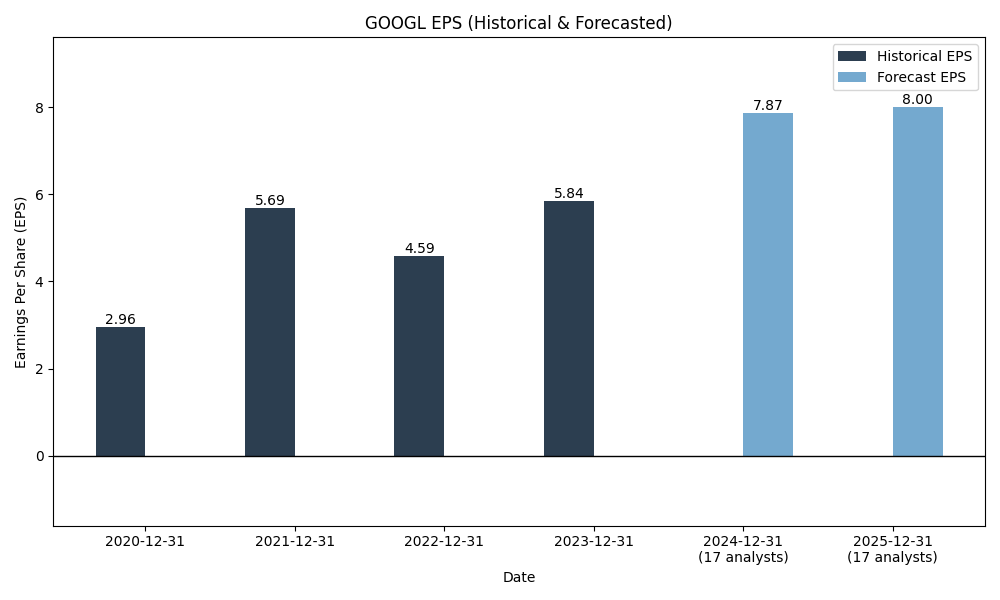 GOOGL EPS (Historical & Forecasted)
Historical EPS
Forecast EPS
Earnings Per Share (EPS)
8
6
4
2
0
2.96
5.69
4.59
5.84
7.87
8.00
2020-12-31
2021-12-31
2022-12-31
2023-12-31
2024-12-31
(17 analysts)
2025-12-31
(17 analysts)
Date